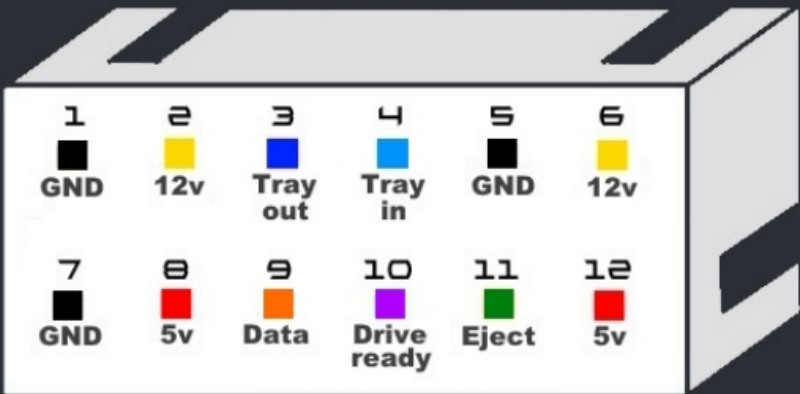 1 2 3 4 5 6
GND 12v Tray Tray GND 12v
out in
7 8 9 10 11 12
GND 5v Data Drive Eject 5v
ready